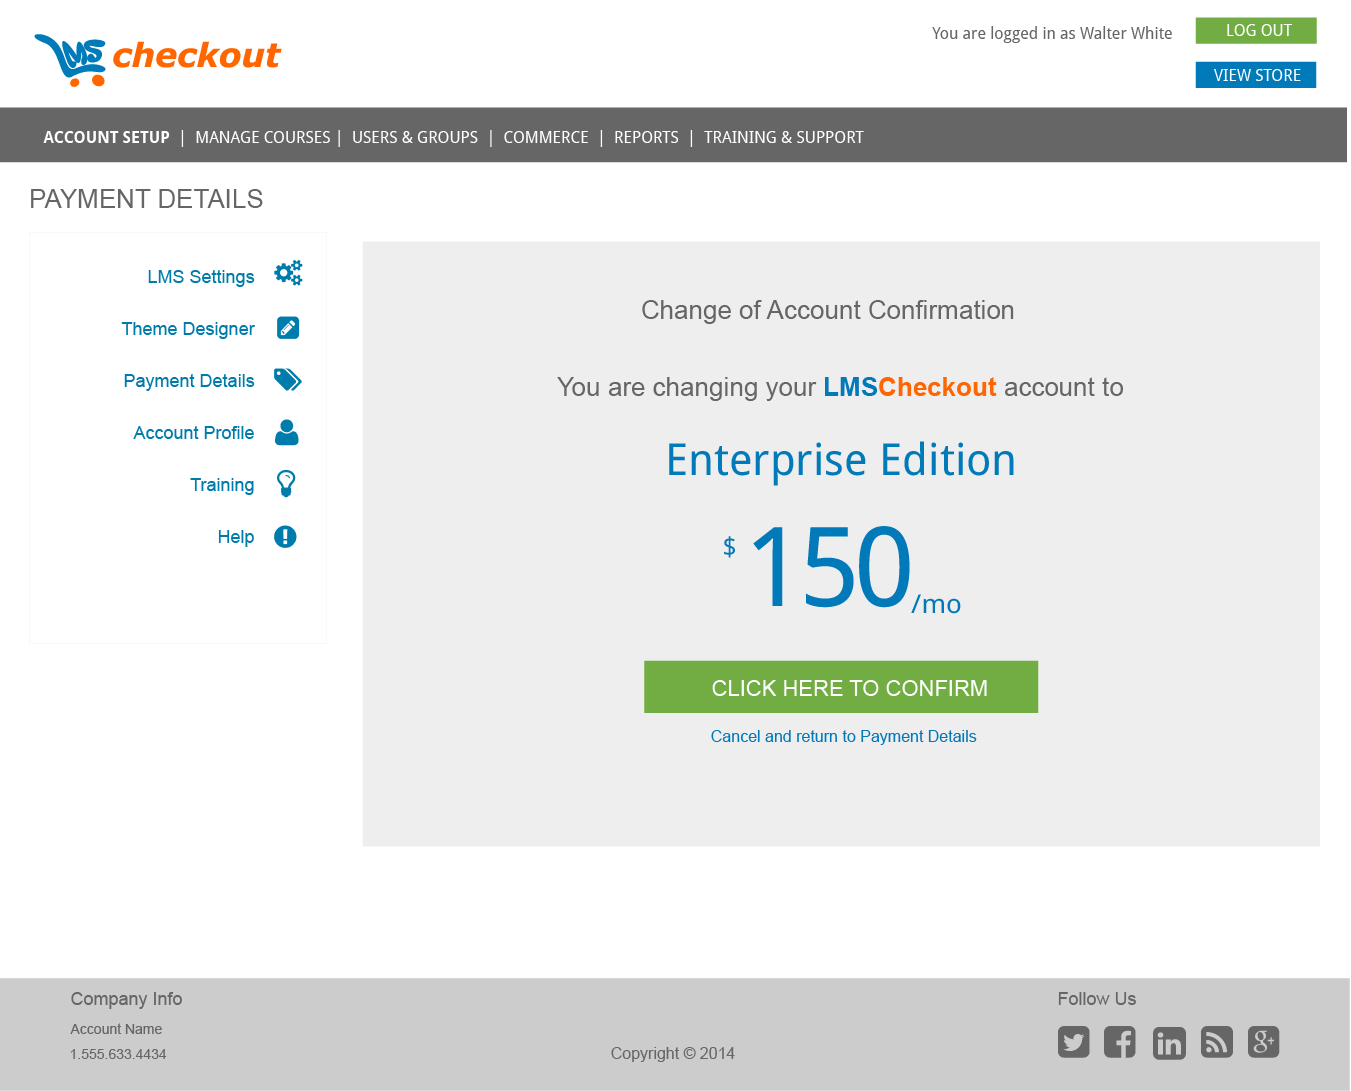 LMS checkout
You are logged in as Walter White
LOG OUT
VIEW STORE
ACCOUNT SETUP | MANAGE COURSES | USERS & GROUPS | COMMERCE | REPORTS | TRAINING & SUPPORT
PAYMENT DETAILS
LMS Settings
Theme Designer
Payment Details
Account Profile
Training
Help
Change of Account Confirmation
You are changing your LMSCheckout account to
Enterprise Edition
$ 150/mo
CLICK HERE TO CONFIRM
Cancel and return to Payment Details
Company Info
Account Name
1.555.633.4434
Copyright © 2014
Follow Us